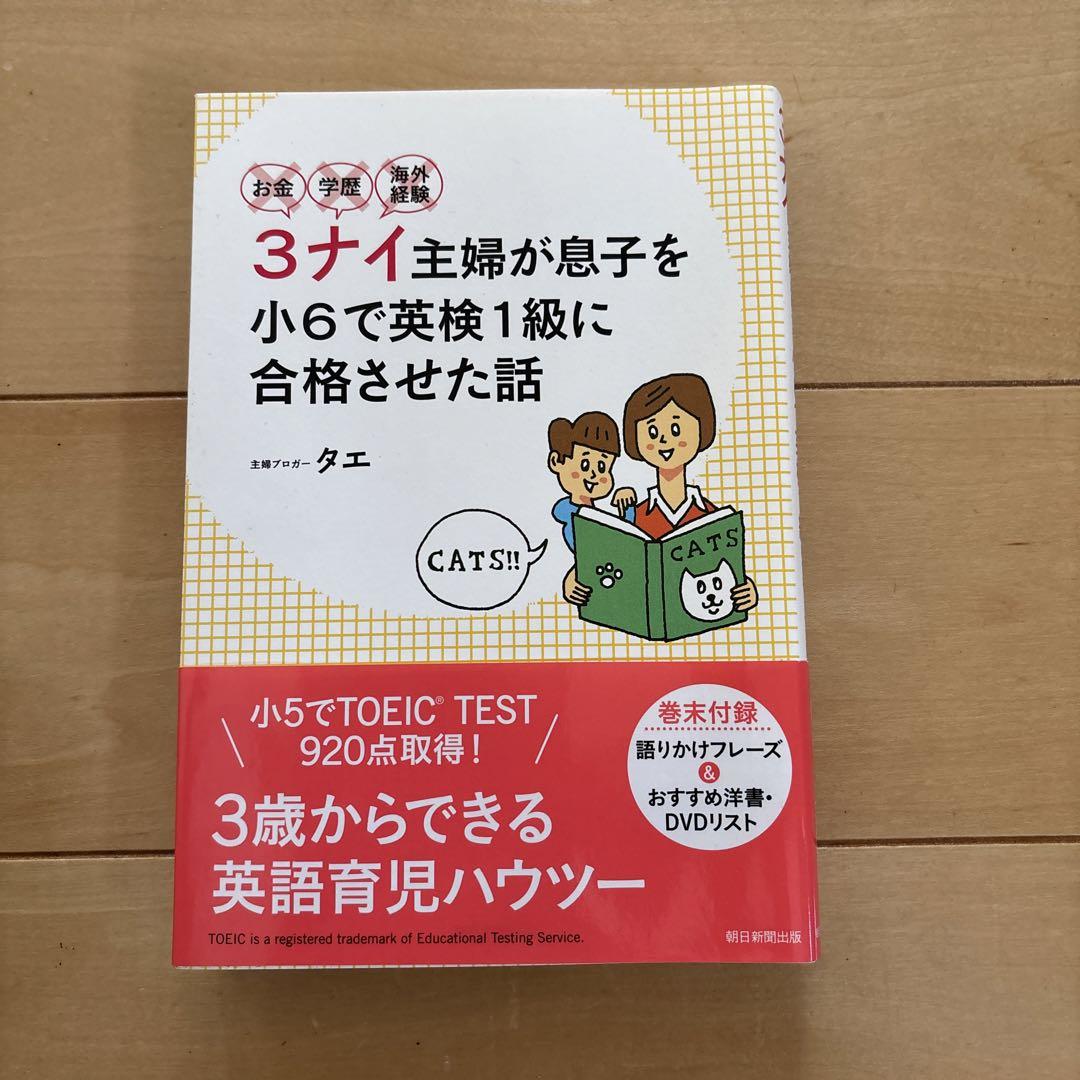 お金 学歴 海外経験
3ナイ主婦が息子を
小6で英検1級に
合格させた話
主婦ブロガー タエ
CATS!!
CATS
小5でTOEIC® TEST
920点取得!
3歳からできる
英語育児ハウツー
巻末付録
語りかけフレーズ
&
おすすめ洋書・
DVDリスト
TOEIC is a registered trademark of Educational Testing Service.
朝日新聞出版